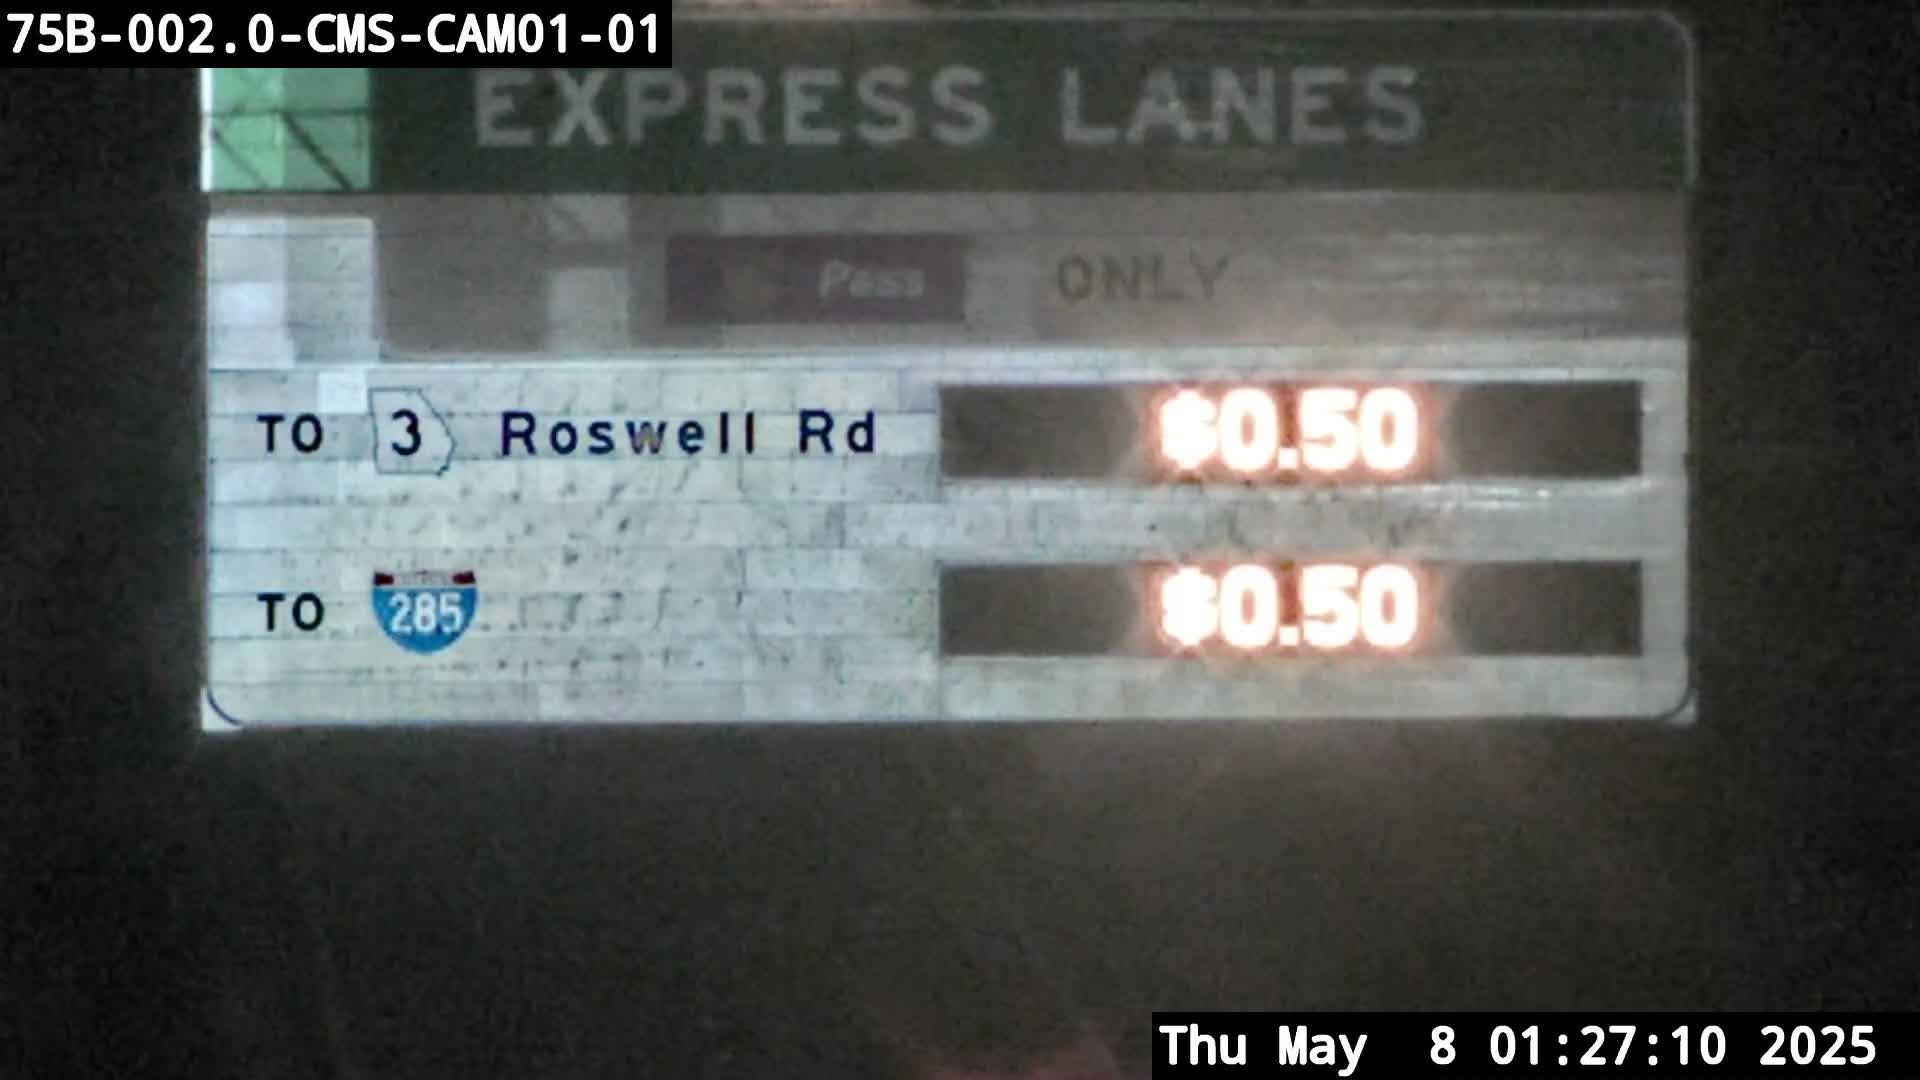 75B-002.0-CMS-CAM01-01
EXPRESS LANES
Pass ONLY
TO 3 Roswell Rd $0.50
TO 285 $0.50
Thu May 8 01:27:10 2025